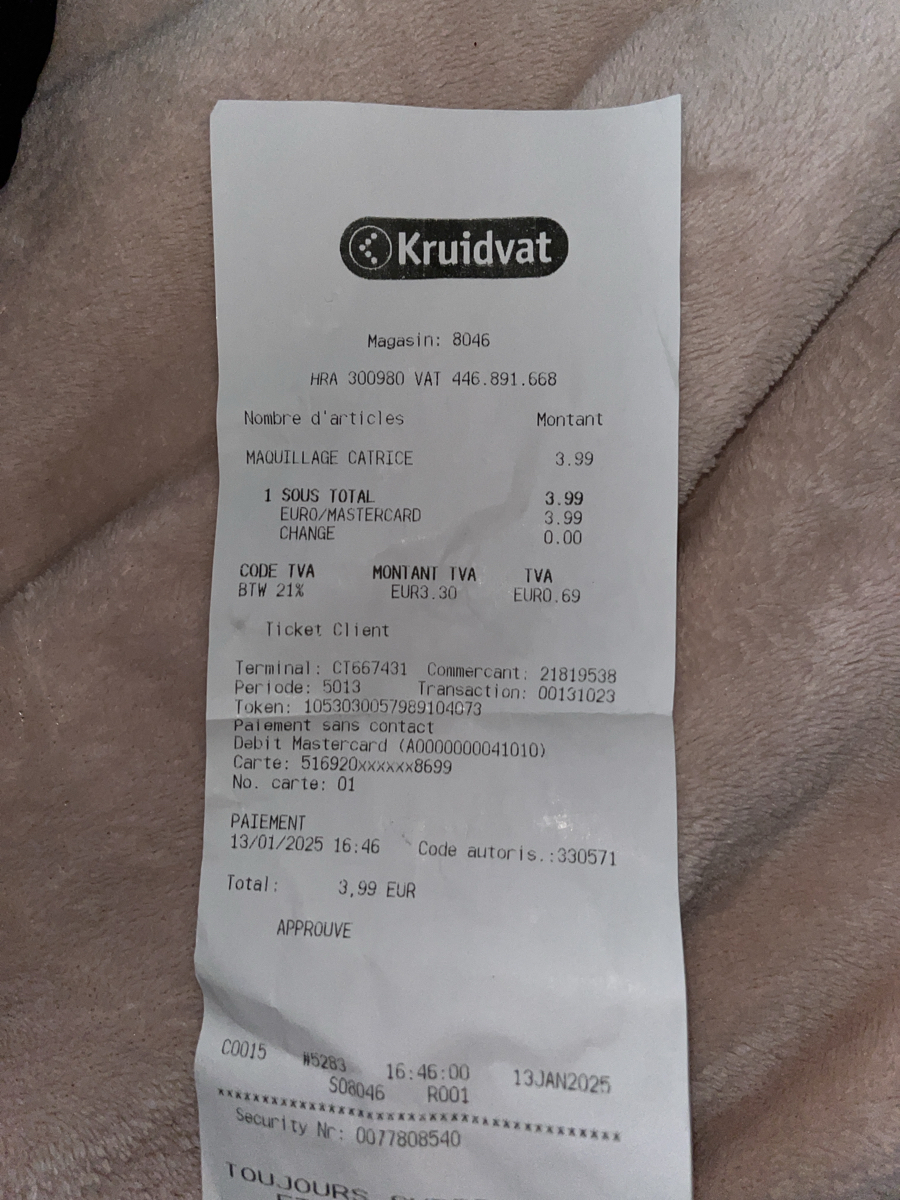 Kruidvat
Magasin: 8046
HRA 300980 VAT 446.891.668
Nombre d'articles Montant
MAQUILLAGE CATRICE 3.99
1 SOUS TOTAL 3.99
EURO/MASTERCARD 3.99
CHANGE 0.00
CODE TVA MONTANT TVA TVA
BTW 21% EUR3.30 EUR0.69
Ticket Client
Terminal: CT667431 Commercant: 21819538
Periode: 5013 Transaction: 00131023
Token: 1053030057989104073
Paiement sans contact
Debit Mastercard (A0000000041010)
Carte: 516920xxxxxx8699
No. carte: 01
PAIEMENT
13/01/2025 16:46 Code autoris.:330571
Total: 3,99 EUR
APPROUVE
C0015 #5283 16:46:00 13JAN2025
S08046 R001
Security Nr: 0077808540
TOUJOURS